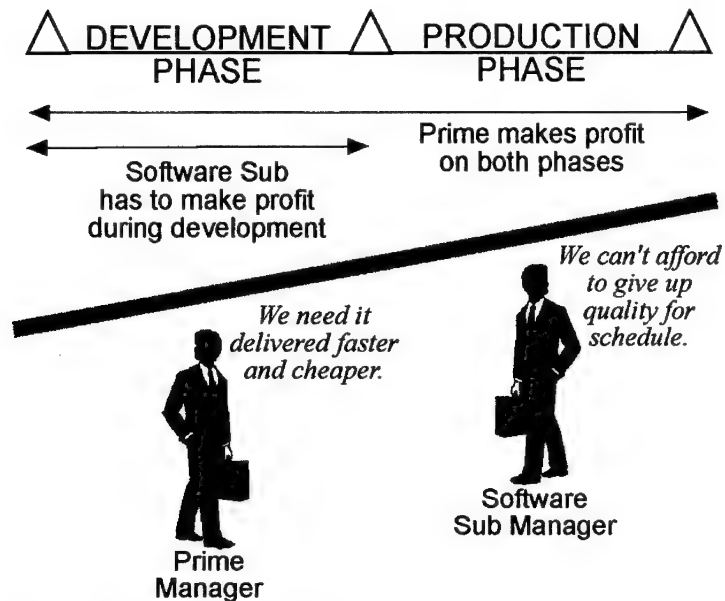 DEVELOPMENT PHASE
PRODUCTION PHASE
Prime makes profit
on both phases
Software Sub
has to make profit
during development
We can't afford
to give up
quality for
schedule.
We need it
delivered faster
and cheaper.
Software
Sub Manager
Prime
Manager